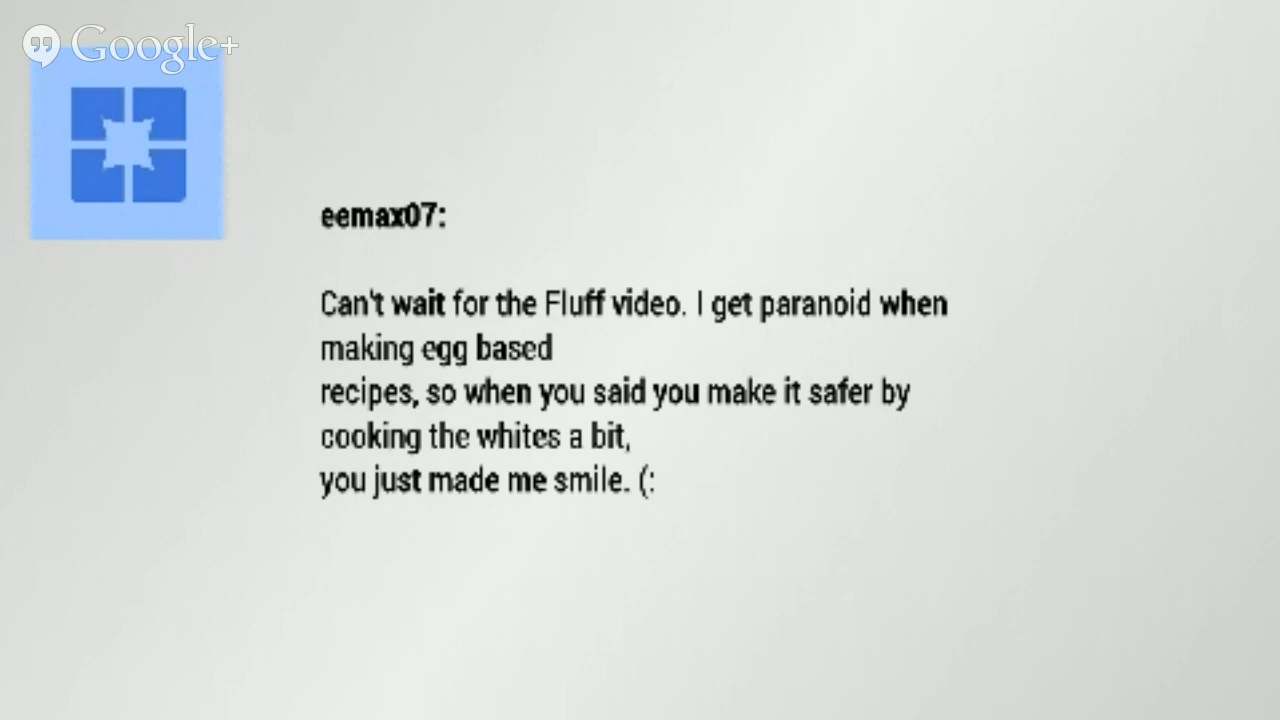 Google+
eemax07:
Can't wait for the Fluff video. I get paranoid when
making egg based
recipes, so when you said you make it safer by
cooking the whites a bit,
you just made me smile. (: